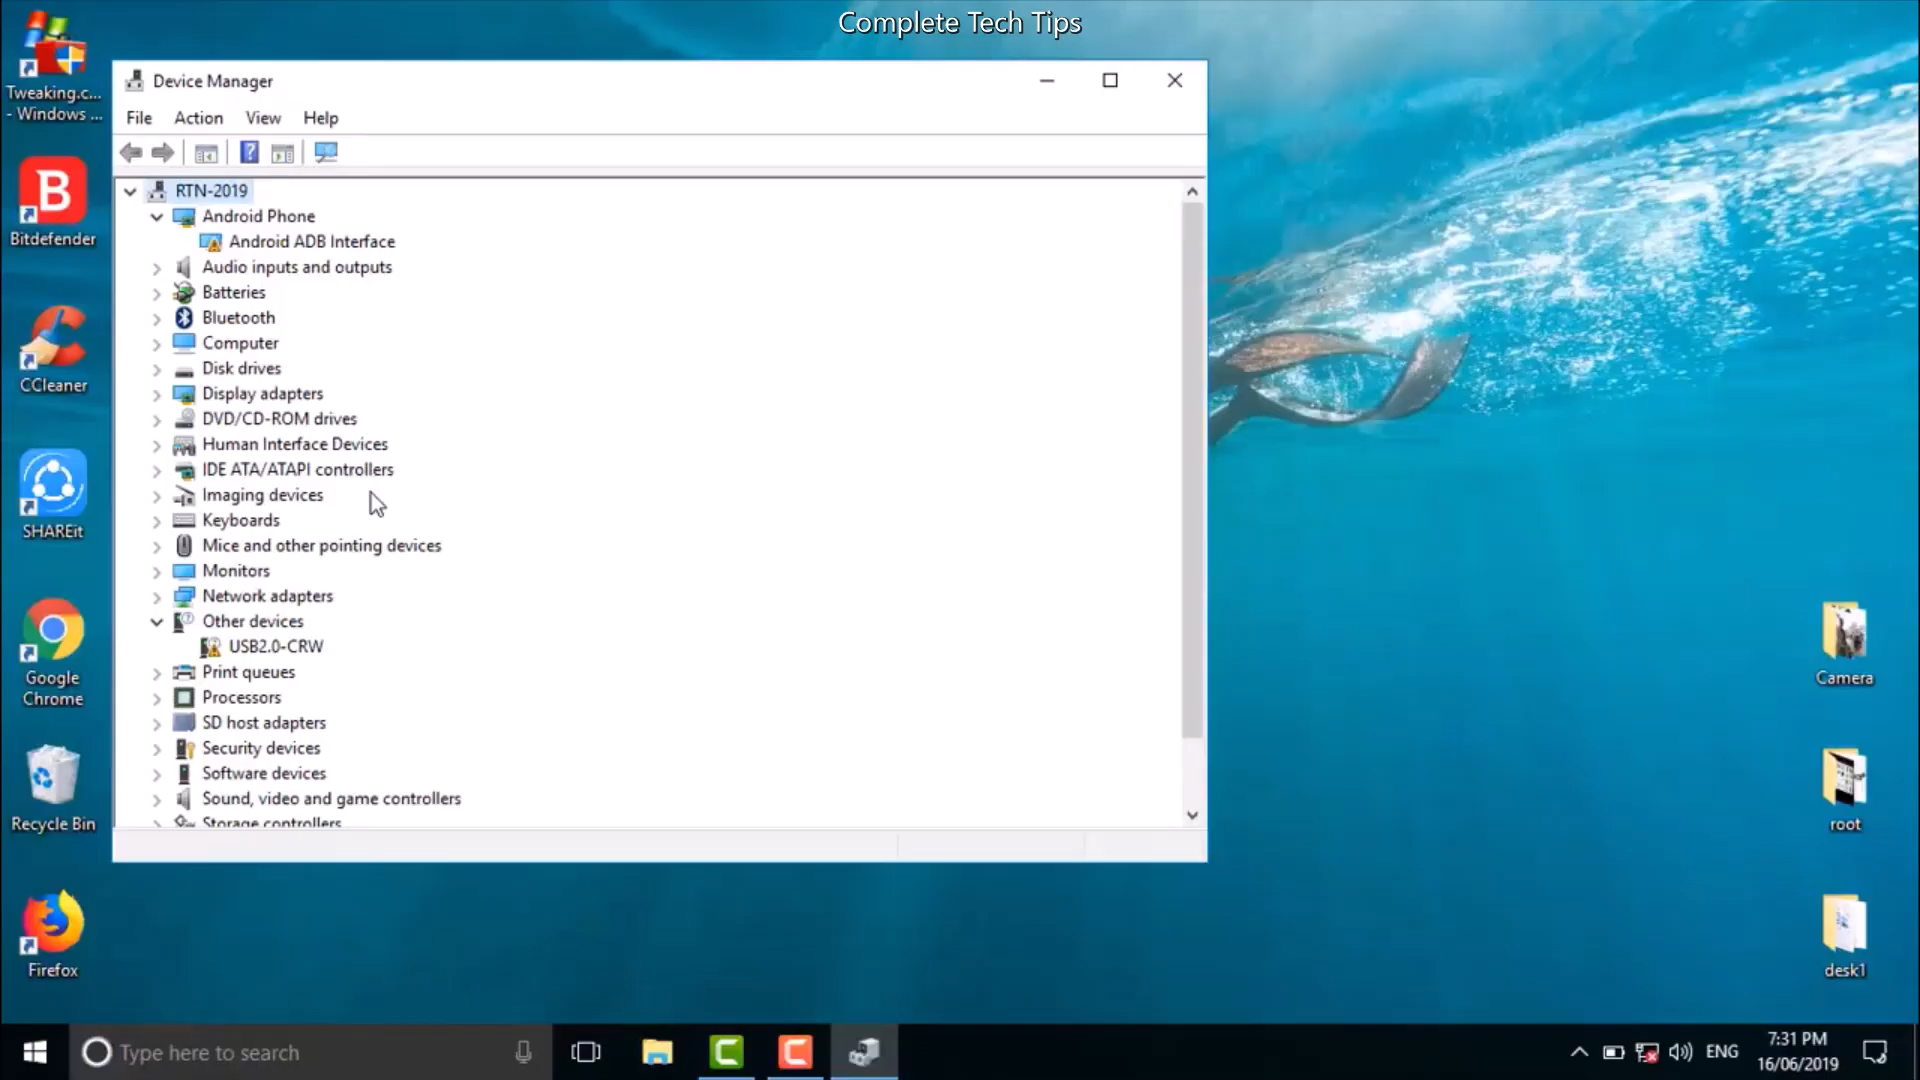 Complete Tech Tips
Tweaking.c...
- Windows ...
Bitdefender
CCleaner
SHAREit
Google
Chrome
Recycle Bin
Firefox
Device Manager
File Action View Help
RTN-2019
Android Phone
Android ADB Interface
Audio inputs and outputs
Batteries
Bluetooth
Computer
Disk drives
Display adapters
DVD/CD-ROM drives
Human Interface Devices
IDE ATA/ATAPI controllers
Imaging devices
Keyboards
Mice and other pointing devices
Monitors
Network adapters
Other devices
USB2.0-CRW
Print queues
Processors
SD host adapters
Security devices
Software devices
Sound, video and game controllers
Storage controllers
Camera
root
desk1
Type here to search
ENG
7:31 PM
16/06/2019